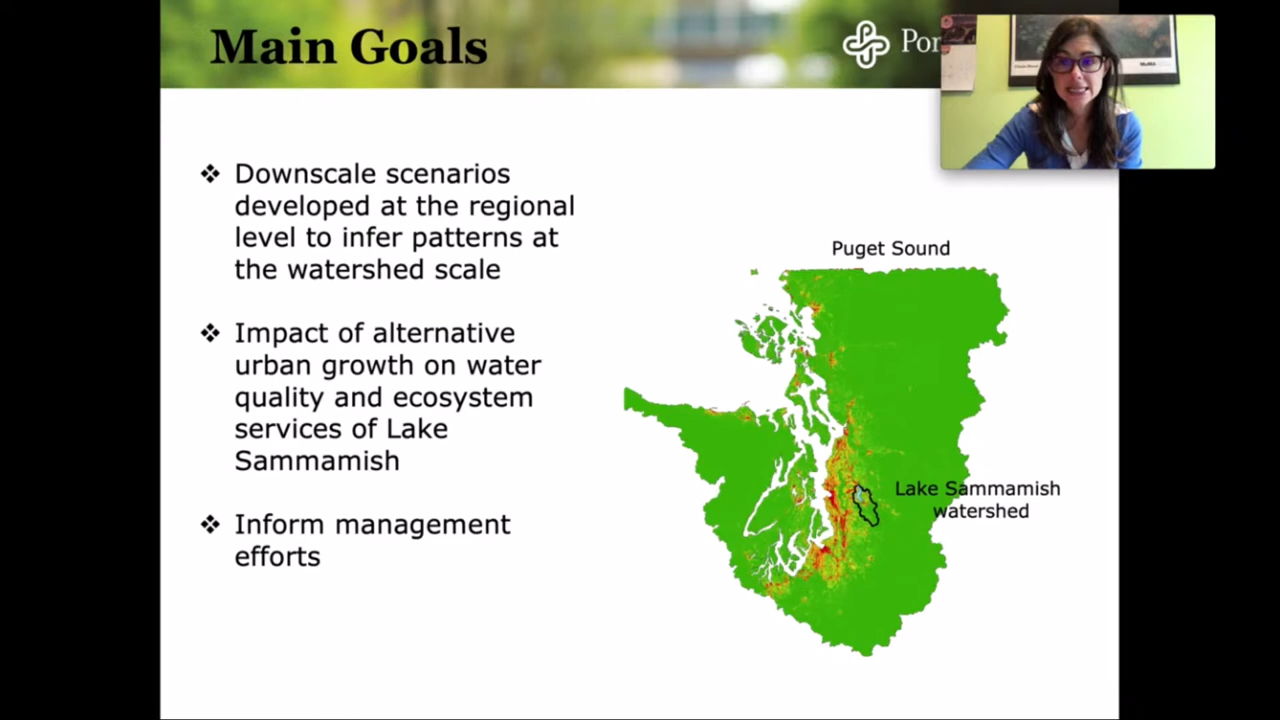 Main Goals
Por
❖ Downscale scenarios
developed at the regional
level to infer patterns at
the watershed scale
❖ Impact of alternative
urban growth on water
quality and ecosystem
services of Lake
Sammamish
❖ Inform management
efforts
Puget Sound
Lake Sammamish
watershed